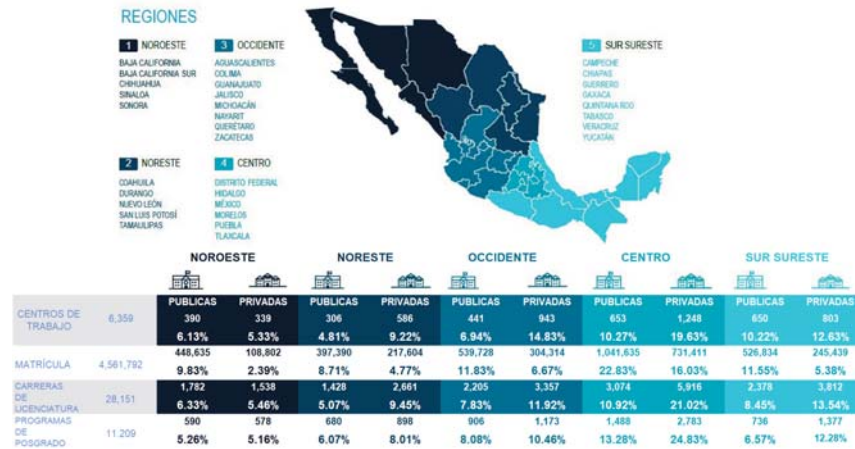 REGIONES
1 NOROESTE
BAJA CALIFORNIA
BAJA CALIFORNIA SUR
CHIHUAHUA
SINALOA
SONORA
3 OCCIDENTE
AGUASCALIENTES
COLIMA
GUANAJUATO
JALISCO
MICHOACÁN
NAYARIT
QUERÉTARO
ZACATECAS
5 SUR SURESTE
CAMPECHE
CHIAPAS
GUERRERO
OAXACA
QUINTANA ROO
TABASCO
VERACRUZ
YUCATÁN
2 NORESTE
COAHUILA
DURANGO
NUEVO LEÓN
SAN LUIS POTOSÍ
TAMAULIPAS
4 CENTRO
DISTRITO FEDERAL
HIDALGO
MÉXICO
MORELOS
PUEBLA
TLAXCALA
NOROESTE NORESTE OCCIDENTE CENTRO SUR SURESTE
PUBLICAS PRIVADAS PUBLICAS PRIVADAS PUBLICAS PRIVADAS PUBLICAS PRIVADAS PUBLICAS PRIVADAS
CENTROS DE TRABAJO 6,359 390 339 306 586 441 943 653 1,248 650 803
6.13% 5.33% 4.81% 9.22% 6.94% 14.83% 10.27% 19.63% 10.22% 12.63%
MATRÍCULA 4,561,792 448,635 108,802 397,390 217,604 539,728 304,314 1,041,635 731,411 526,834 245,439
9.83% 2.39% 8.71% 4.77% 11.83% 6.67% 22.83% 16.03% 11.55% 5.38%
CARRERAS DE LICENCIATURA 28,151 1,782 1,538 1,428 2,661 2,205 3,357 3,074 5,916 2,378 3,812
6.33% 5.46% 5.07% 9.45% 7.83% 11.92% 10.92% 21.02% 8.45% 13.54%
PROGRAMAS DE POSGRADO 11,209 590 578 680 898 906 1,173 1,488 2,783 736 1,377
5.26% 5.16% 6.07% 8.01% 8.08% 10.46% 13.28% 24.83% 6.57% 12.28%